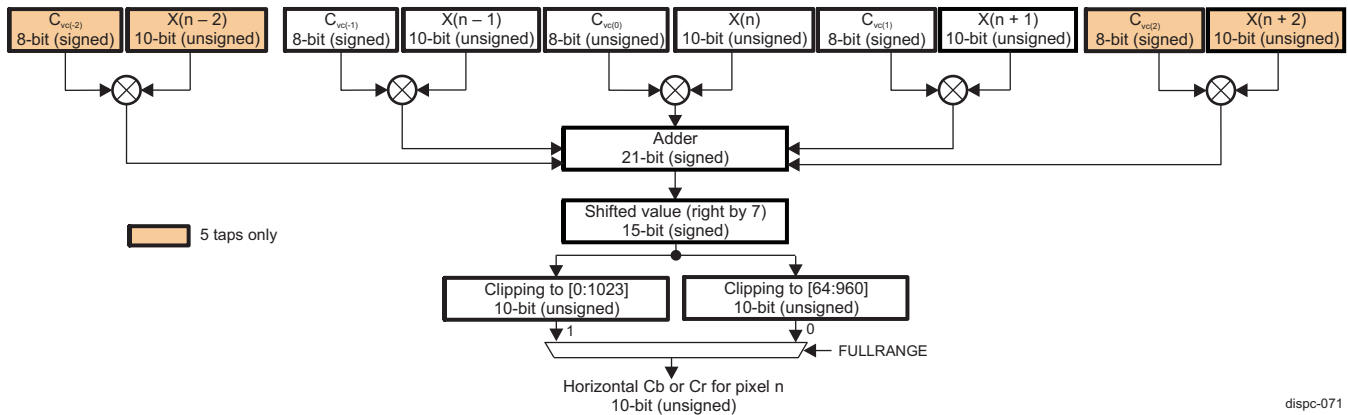 C_vc(-2)
8-bit (signed)
X(n – 2)
10-bit (unsigned)
C_vc(-1)
8-bit (signed)
X(n – 1)
10-bit (unsigned)
C_vc(0)
8-bit (unsigned)
X(n)
10-bit (unsigned)
C_vc(1)
8-bit (signed)
X(n + 1)
10-bit (unsigned)
C_vc(2)
8-bit (signed)
X(n + 2)
10-bit (unsigned)
Adder
21-bit (signed)
Shifted value (right by 7)
15-bit (signed)
5 taps only
Clipping to [0:1023]
10-bit (unsigned)
Clipping to [64:960]
10-bit (unsigned)
1
0
FULLRANGE
Horizontal Cb or Cr for pixel n
10-bit (unsigned)
dispc-071